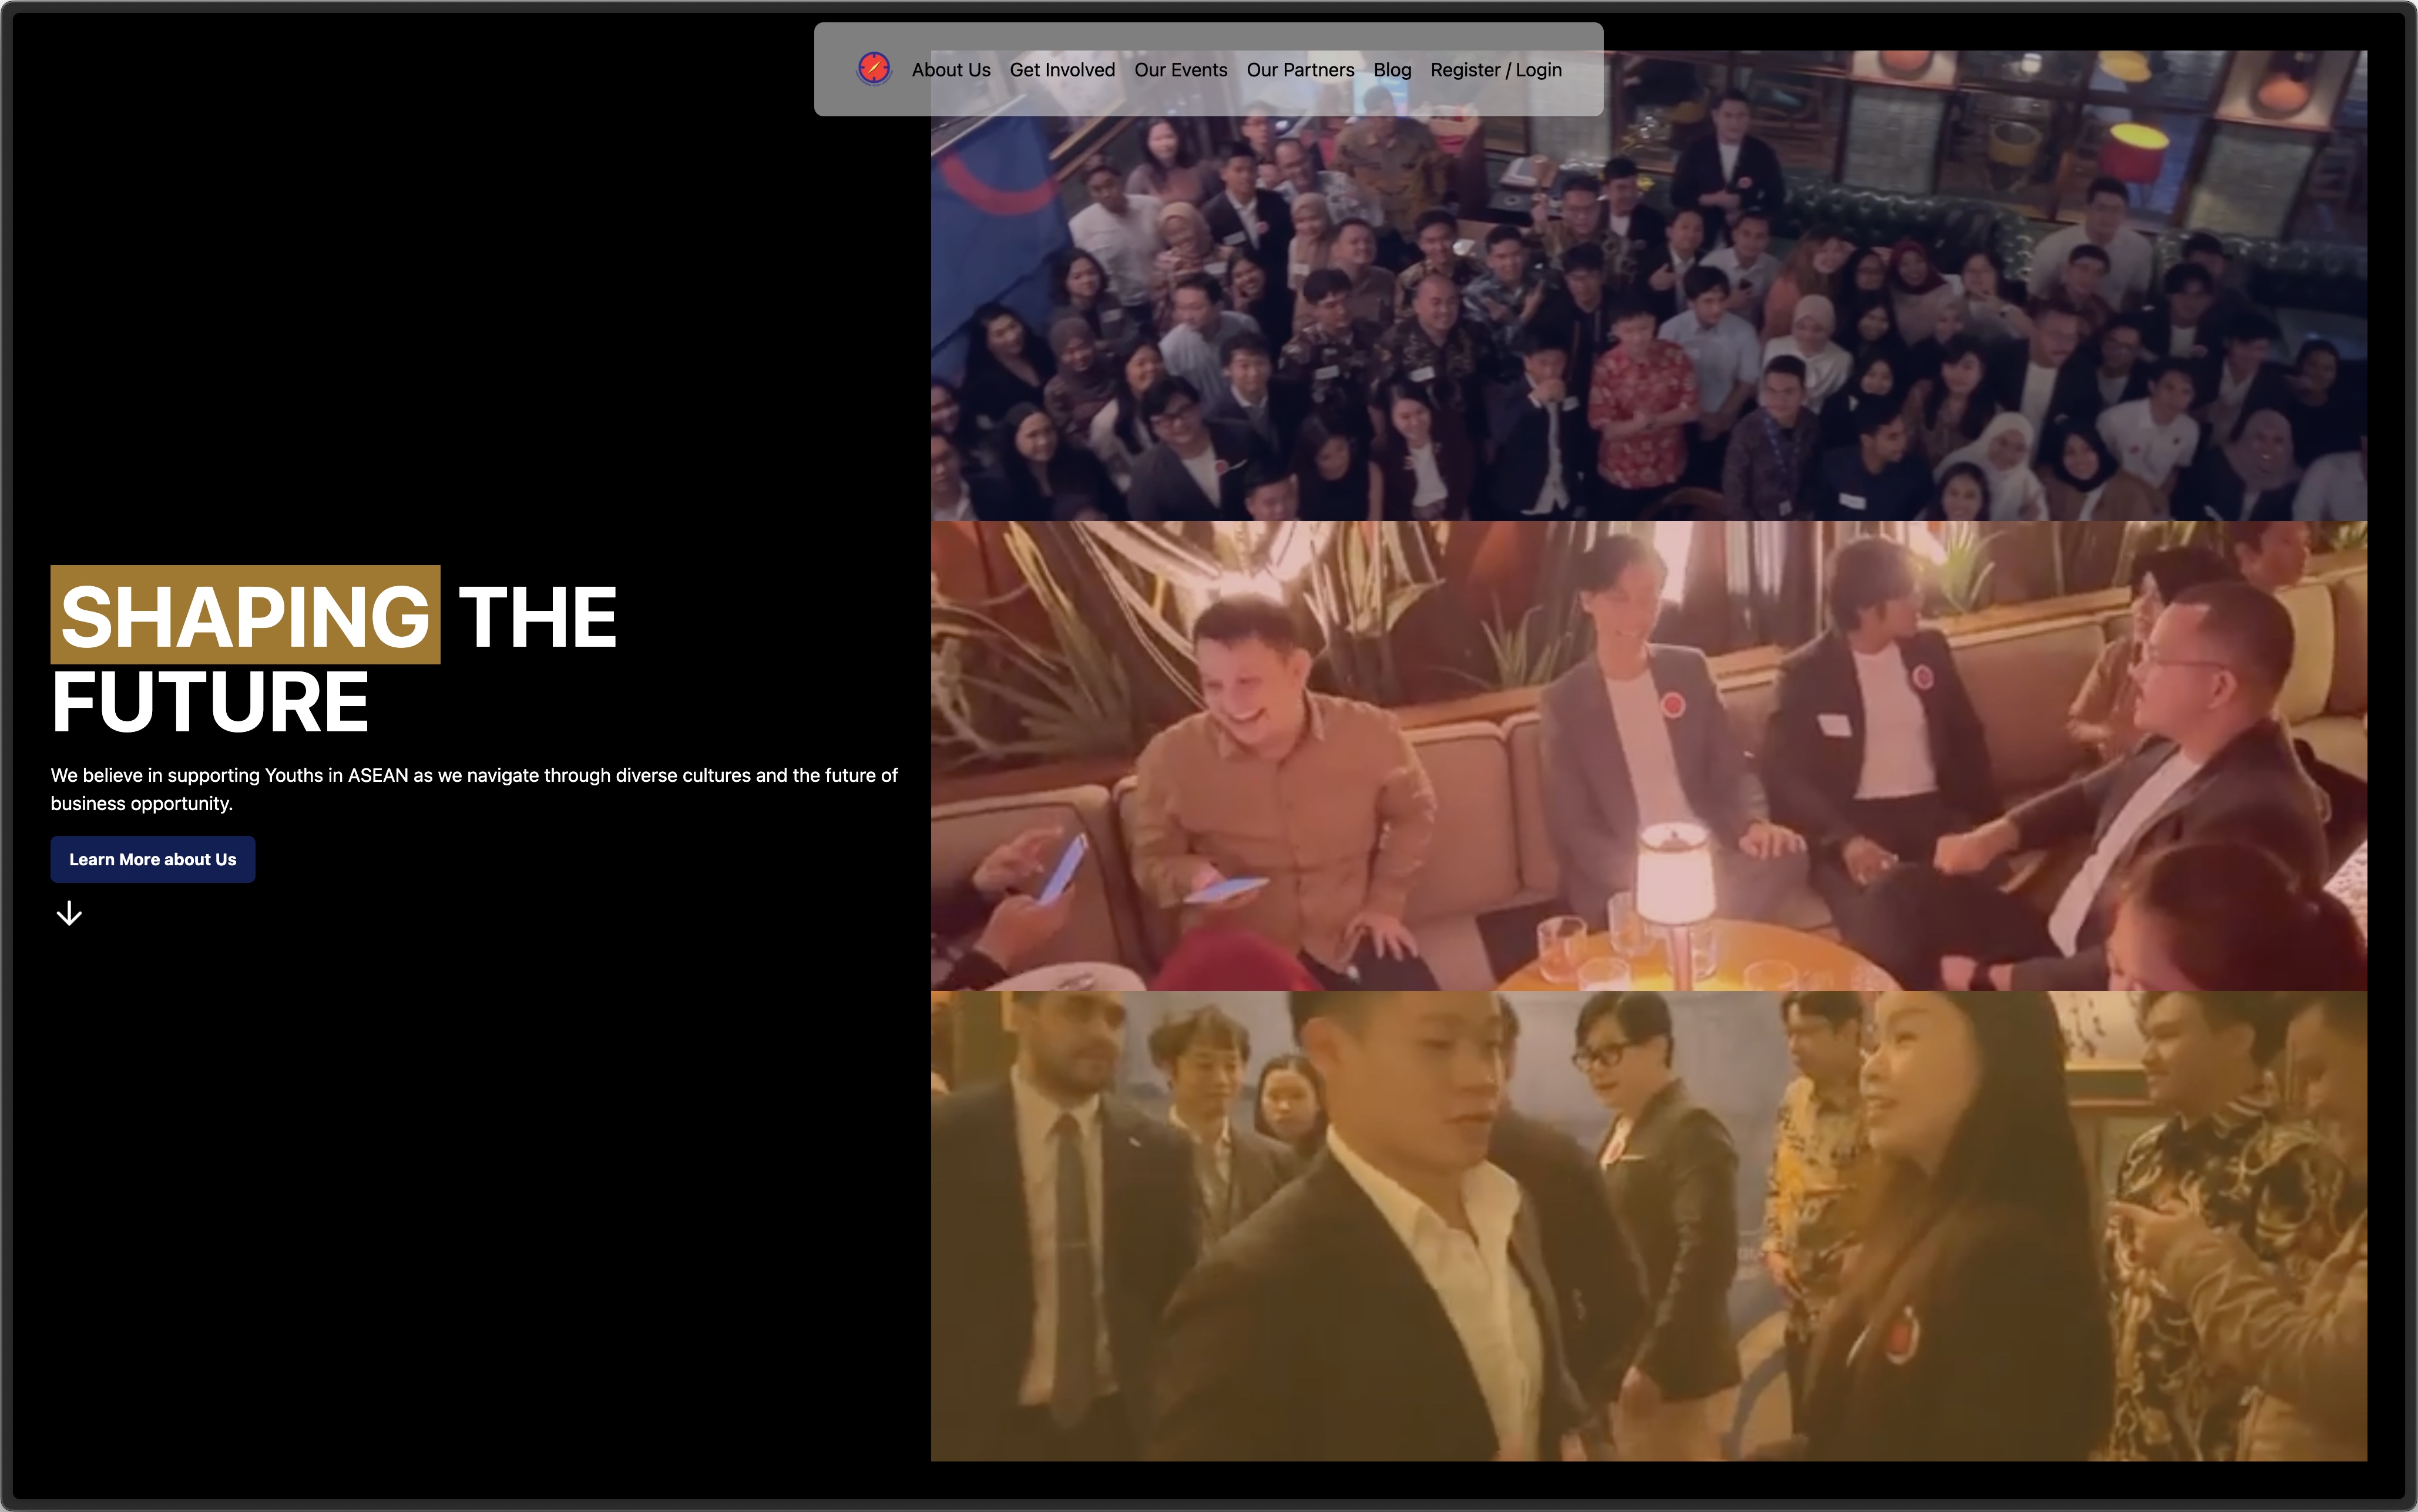 About Us Get Involved Our Events Our Partners Blog Register / Login
SHAPING THE
FUTURE
We believe in supporting Youths in ASEAN as we navigate through diverse cultures and the future of
business opportunity.
Learn More about Us